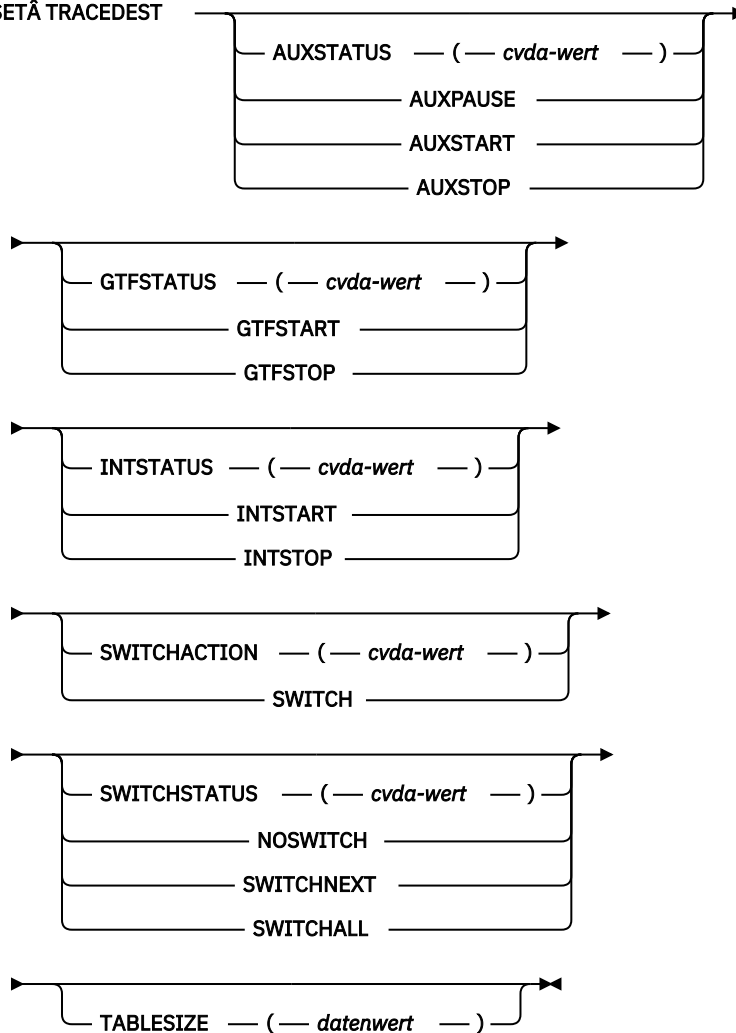 SETÂ TRACEDEST
AUXSTATUS ( cvda-wert )
AUXPAUSE
AUXSTART
AUXSTOP
GTFSTATUS ( cvda-wert )
GTFSTART
GTFSTOP
INTSTATUS ( cvda-wert )
INTSTART
INTSTOP
SWITCHACTION ( cvda-wert )
SWITCH
SWITCHSTATUS ( cvda-wert )
NOSWITCH
SWITCHNEXT
SWITCHALL
TABLESIZE ( datenwert )